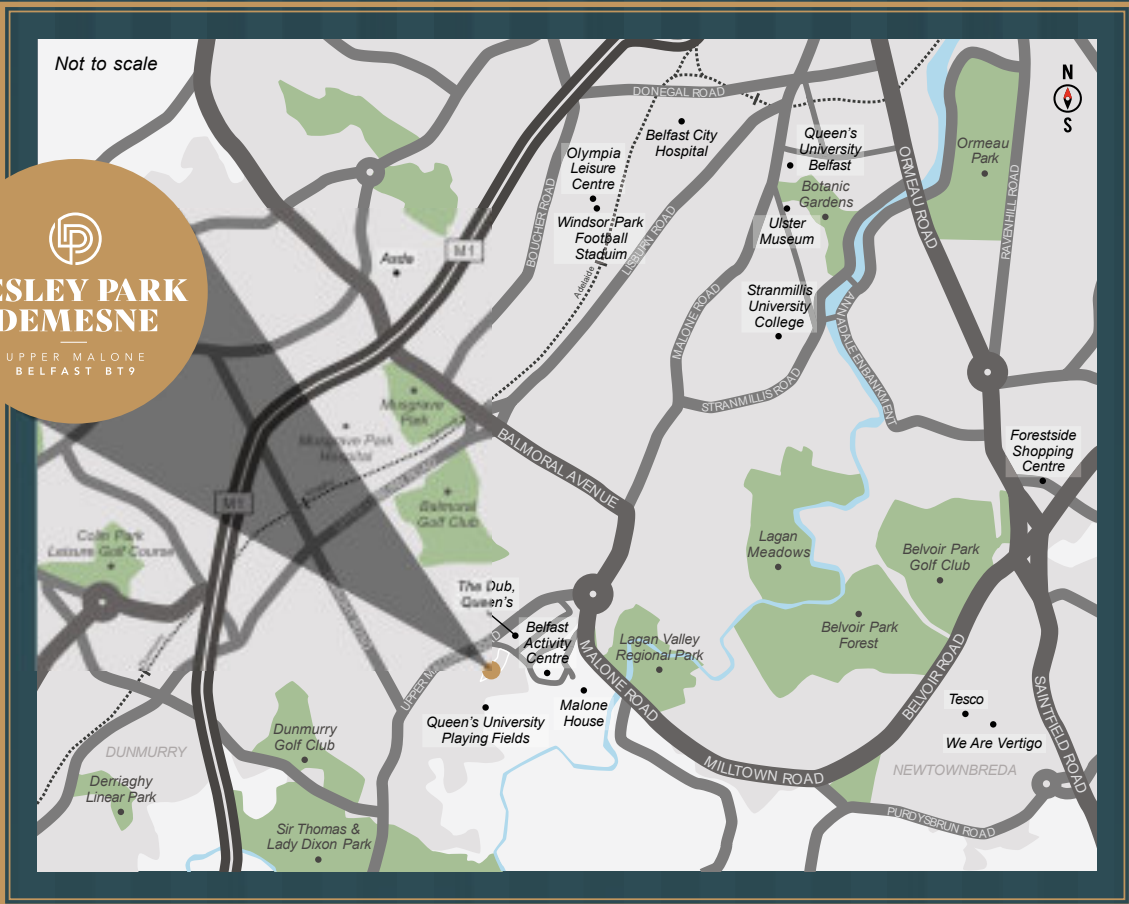 Not to scale
N
S
DONEGAL ROAD
Belfast City
Hospital
Queen's
University
Belfast
Ormeau
Park
Olympia
Leisure
Centre
Botanic
Gardens
ORMEAU ROAD
RAVENHILL ROAD
BOUCHER ROAD
Windsor Park
Football
Staduim
LISBURN ROAD
Ulster
Museum
M1
Asda
Adelaide
Stranmillis
University
College
MALONE ROAD
ANNADALE ENBANKMENT
ESLEY PARK
DEMESNE
UPPER MALONE
BELFAST BT9
STRANMILLIS ROAD
Musgrave
Park
Musgrave Park
Hospital
BALMORAL AVENUE
Forestside
Shopping
Centre
M1
Balmoral
Golf Club
Colin Park
Leisure Golf Course
Lagan
Meadows
Belvoir Park
Golf Club
The Dub,
Queen's
Belfast
Activity
Centre
Belvoir Park
Forest
Lagan Valley
Regional Park
MALONE ROAD
BELVOIR ROAD
SAINTFIELD ROAD
Malone
House
Queen's University
Playing Fields
Tesco
We Are Vertigo
Dunmurry
Golf Club
DUNMURRY
MILLTOWN ROAD
NEWTOWNBREDA
Derriaghy
Linear Park
PURDYSBRUN ROAD
Sir Thomas &
Lady Dixon Park